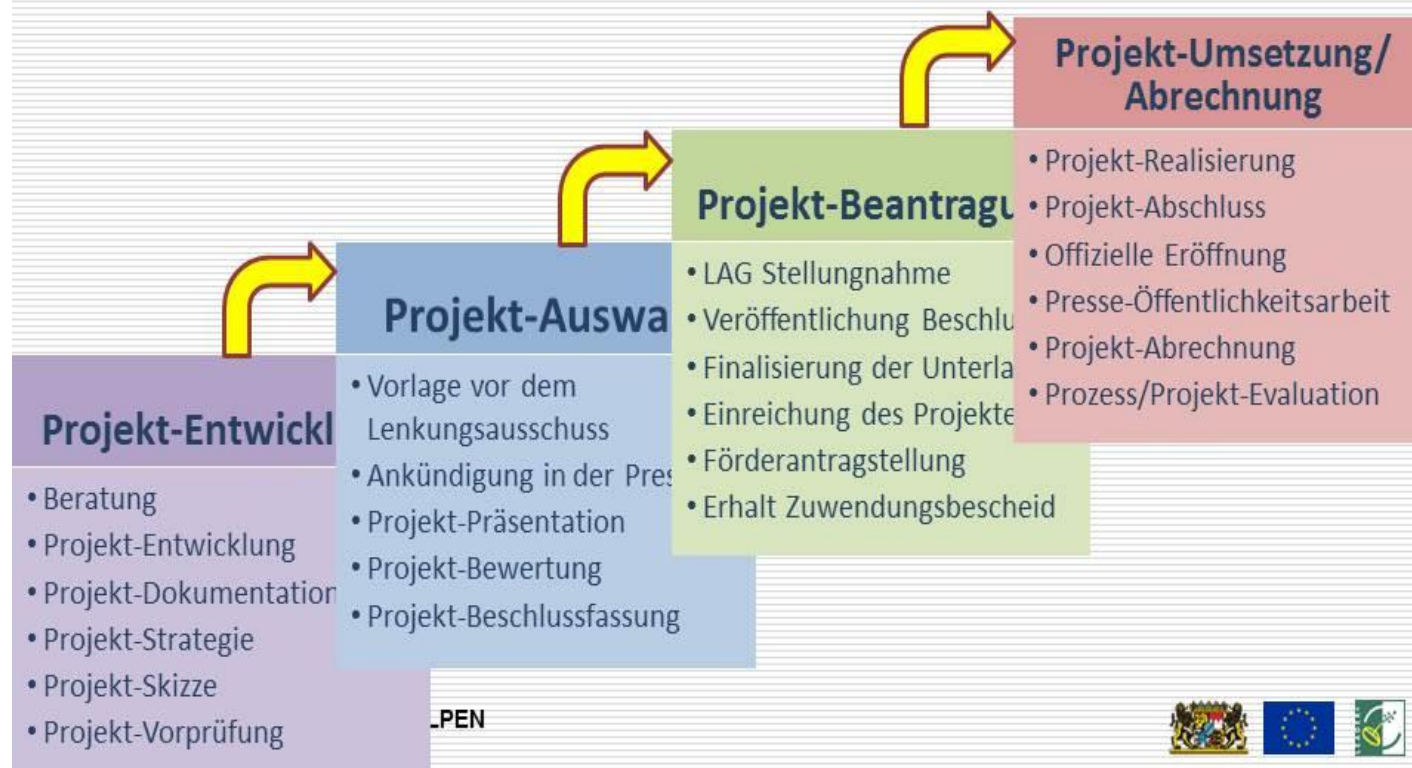 Projekt-Entwickl
• Beratung
• Projekt-Entwicklung
• Projekt-Dokumentation
• Projekt-Strategie
• Projekt-Skizze
• Projekt-Vorprüfung
Projekt-Auswa
• Vorlage vor dem
Lenkungsausschuss
• Ankündigung in der Pres
• Projekt-Präsentation
• Projekt-Bewertung
• Projekt-Beschlussfassung
Projekt-Beantragu
• LAG Stellungnahme
• Veröffentlichung Beschlu
• Finalisierung der Unterla
• Einreichung des Projekte
• Förderantragstellung
• Erhalt Zuwendungsbescheid
Projekt-Umsetzung/
Abrechnung
• Projekt-Realisierung
• Projekt-Abschluss
• Offizielle Eröffnung
• Presse-Öffentlichkeitsarbeit
• Projekt-Abrechnung
• Prozess/Projekt-Evaluation
LPEN